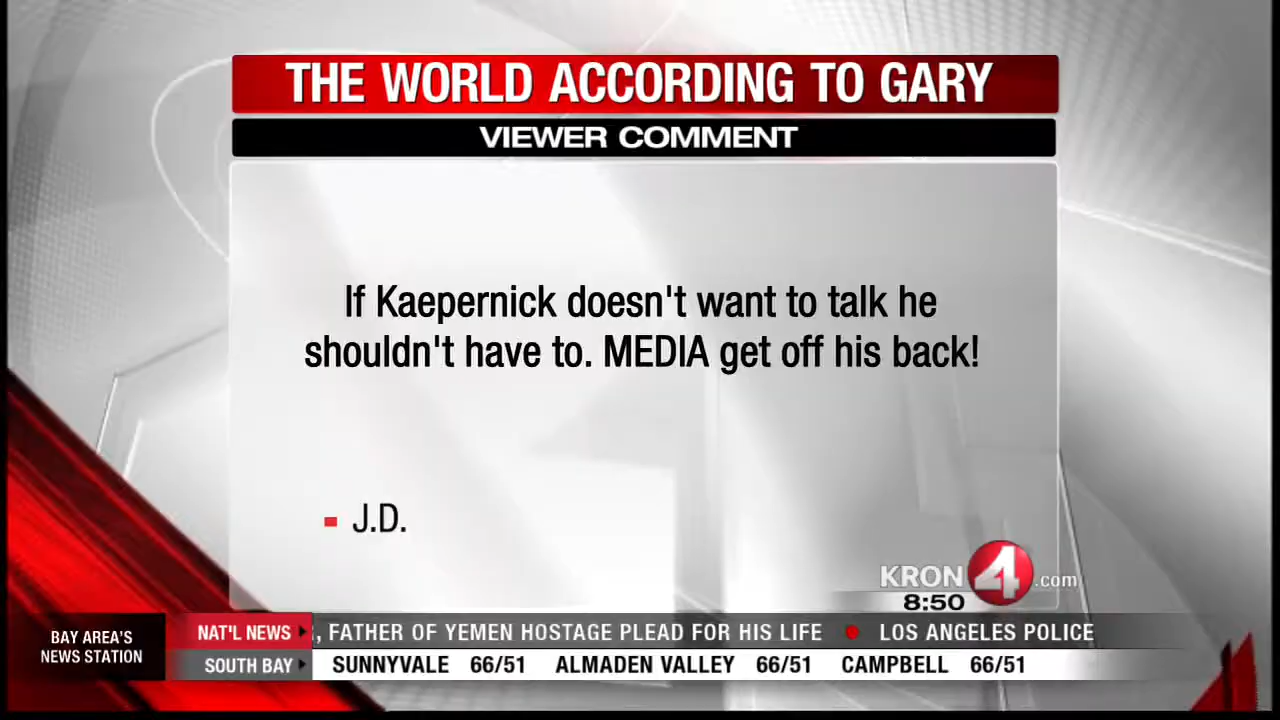 THE WORLD ACCORDING TO GARY
VIEWER COMMENT
If Kaepernick doesn't want to talk he
shouldn't have to. MEDIA get off his back!
- J.D.
KRON 4.com
8:50
BAY AREA'S
NEWS STATION
NAT'L NEWS
, FATHER OF YEMEN HOSTAGE PLEAD FOR HIS LIFE • LOS ANGELES POLICE
SOUTH BAY
SUNNYVALE 66/51 ALMADEN VALLEY 66/51 CAMPBELL 66/51